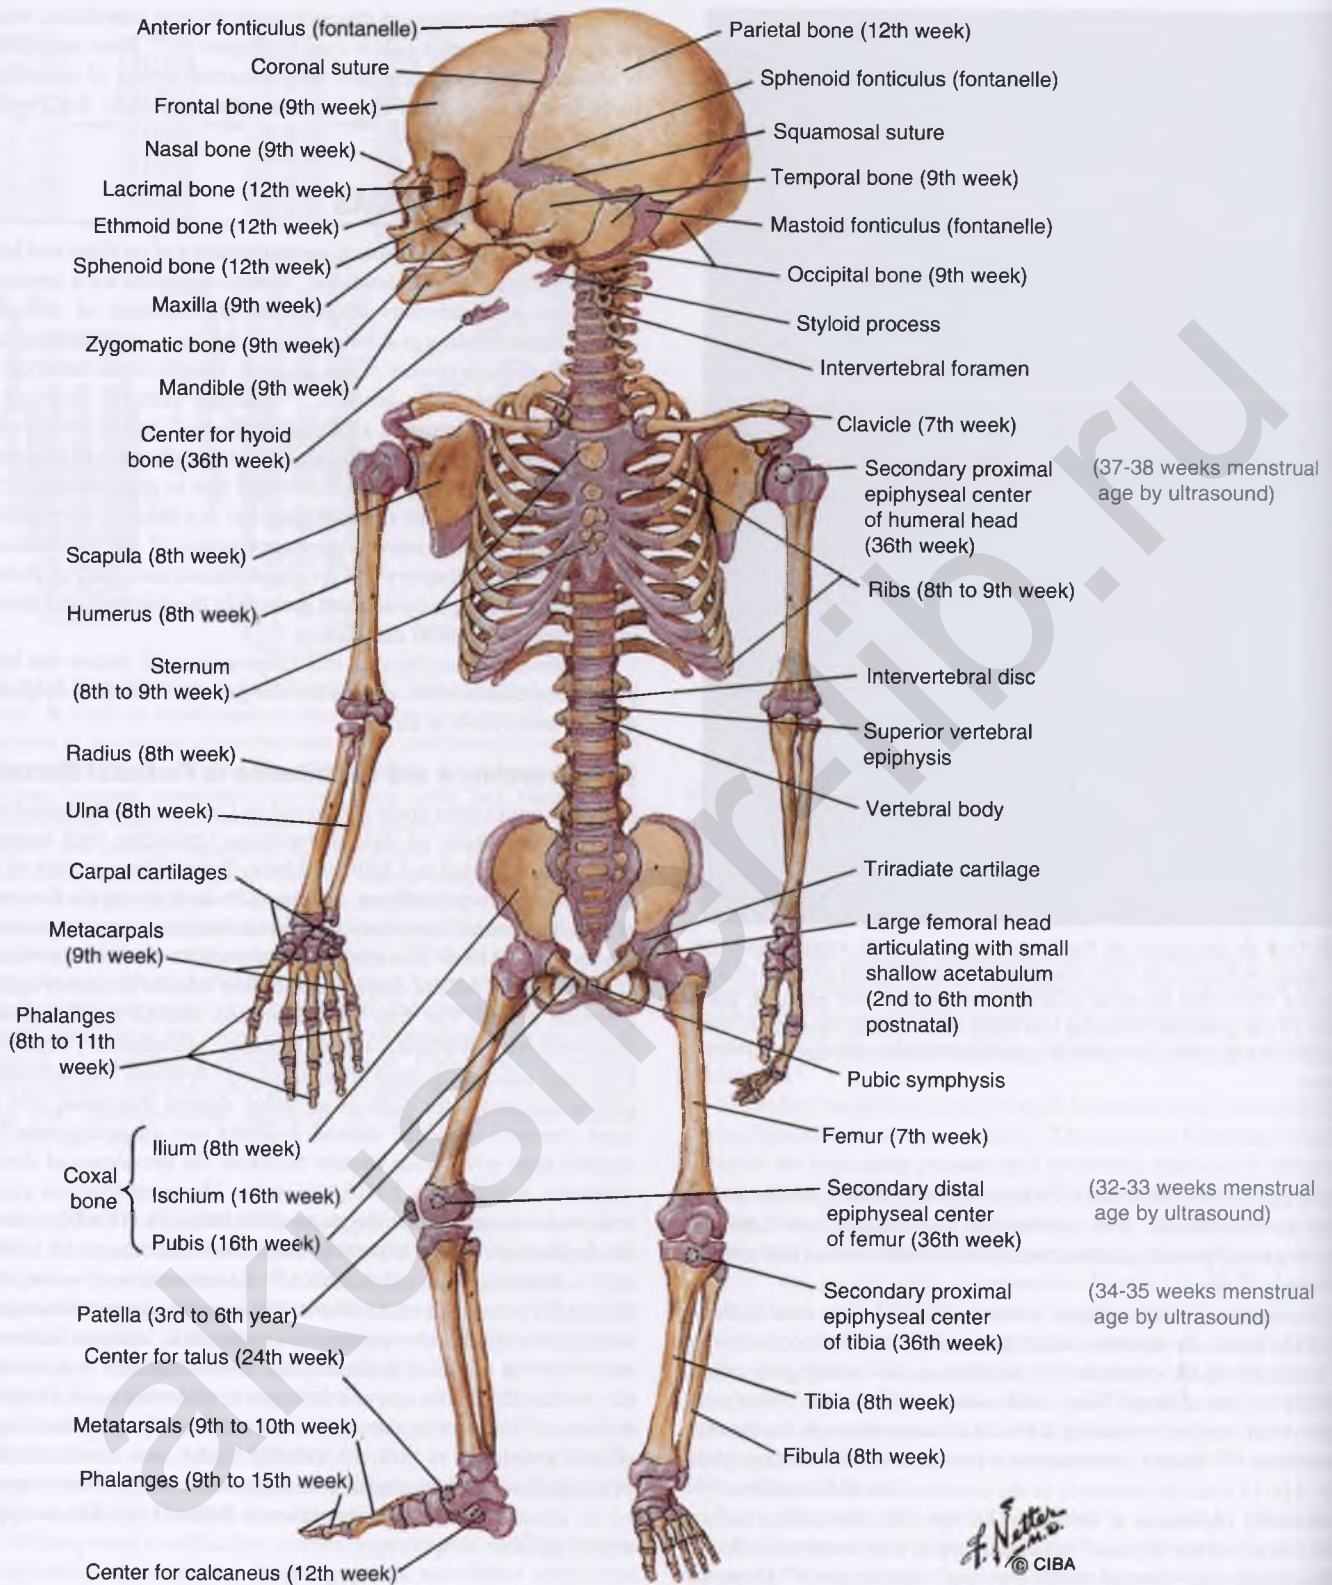 Anterior fonticulus (fontanelle)
Coronal suture
Frontal bone (9th week)
Nasal bone (9th week)
Lacrimal bone (12th week)
Ethmoid bone (12th week)
Sphenoid bone (12th week)
Maxilla (9th week)
Zygomatic bone (9th week)
Mandible (9th week)
Center for hyoid
bone (36th week)
Scapula (8th week)
Humerus (8th week)
Sternum
(8th to 9th week)
Radius (8th week)
Ulna (8th week)
Carpal cartilages
Metacarpals
(9th week)
Phalanges
(8th to 11th
week)
Coxal
bone
Ilium (8th week)
Ischium (16th week)
Pubis (16th week)
Patella (3rd to 6th year)
Center for talus (24th week)
Metatarsals (9th to 10th week)
Phalanges (9th to 15th week)
Center for calcaneus (12th week)
Parietal bone (12th week)
Sphenoid fonticulus (fontanelle)
Squamosal suture
Temporal bone (9th week)
Mastoid fonticulus (fontanelle)
Occipital bone (9th week)
Styloid process
Intervertebral foramen
Clavicle (7th week)
Secondary proximal
epiphyseal center
of humeral head
(36th week)
(37-38 weeks menstrual
age by ultrasound)
Ribs (8th to 9th week)
Intervertebral disc
Superior vertebral
epiphysis
Vertebral body
Triradiate cartilage
Large femoral head
articulating with small
shallow acetabulum
(2nd to 6th month
postnatal)
Pubic symphysis
Femur (7th week)
Secondary distal
epiphyseal center
of femur (36th week)
(32-33 weeks menstrual
age by ultrasound)
Secondary proximal
epiphyseal center
of tibia (36th week)
(34-35 weeks menstrual
age by ultrasound)
Tibia (8th week)
Fibula (8th week)
F. Netter
M.D.
© CIBA
akusher-lib.ru